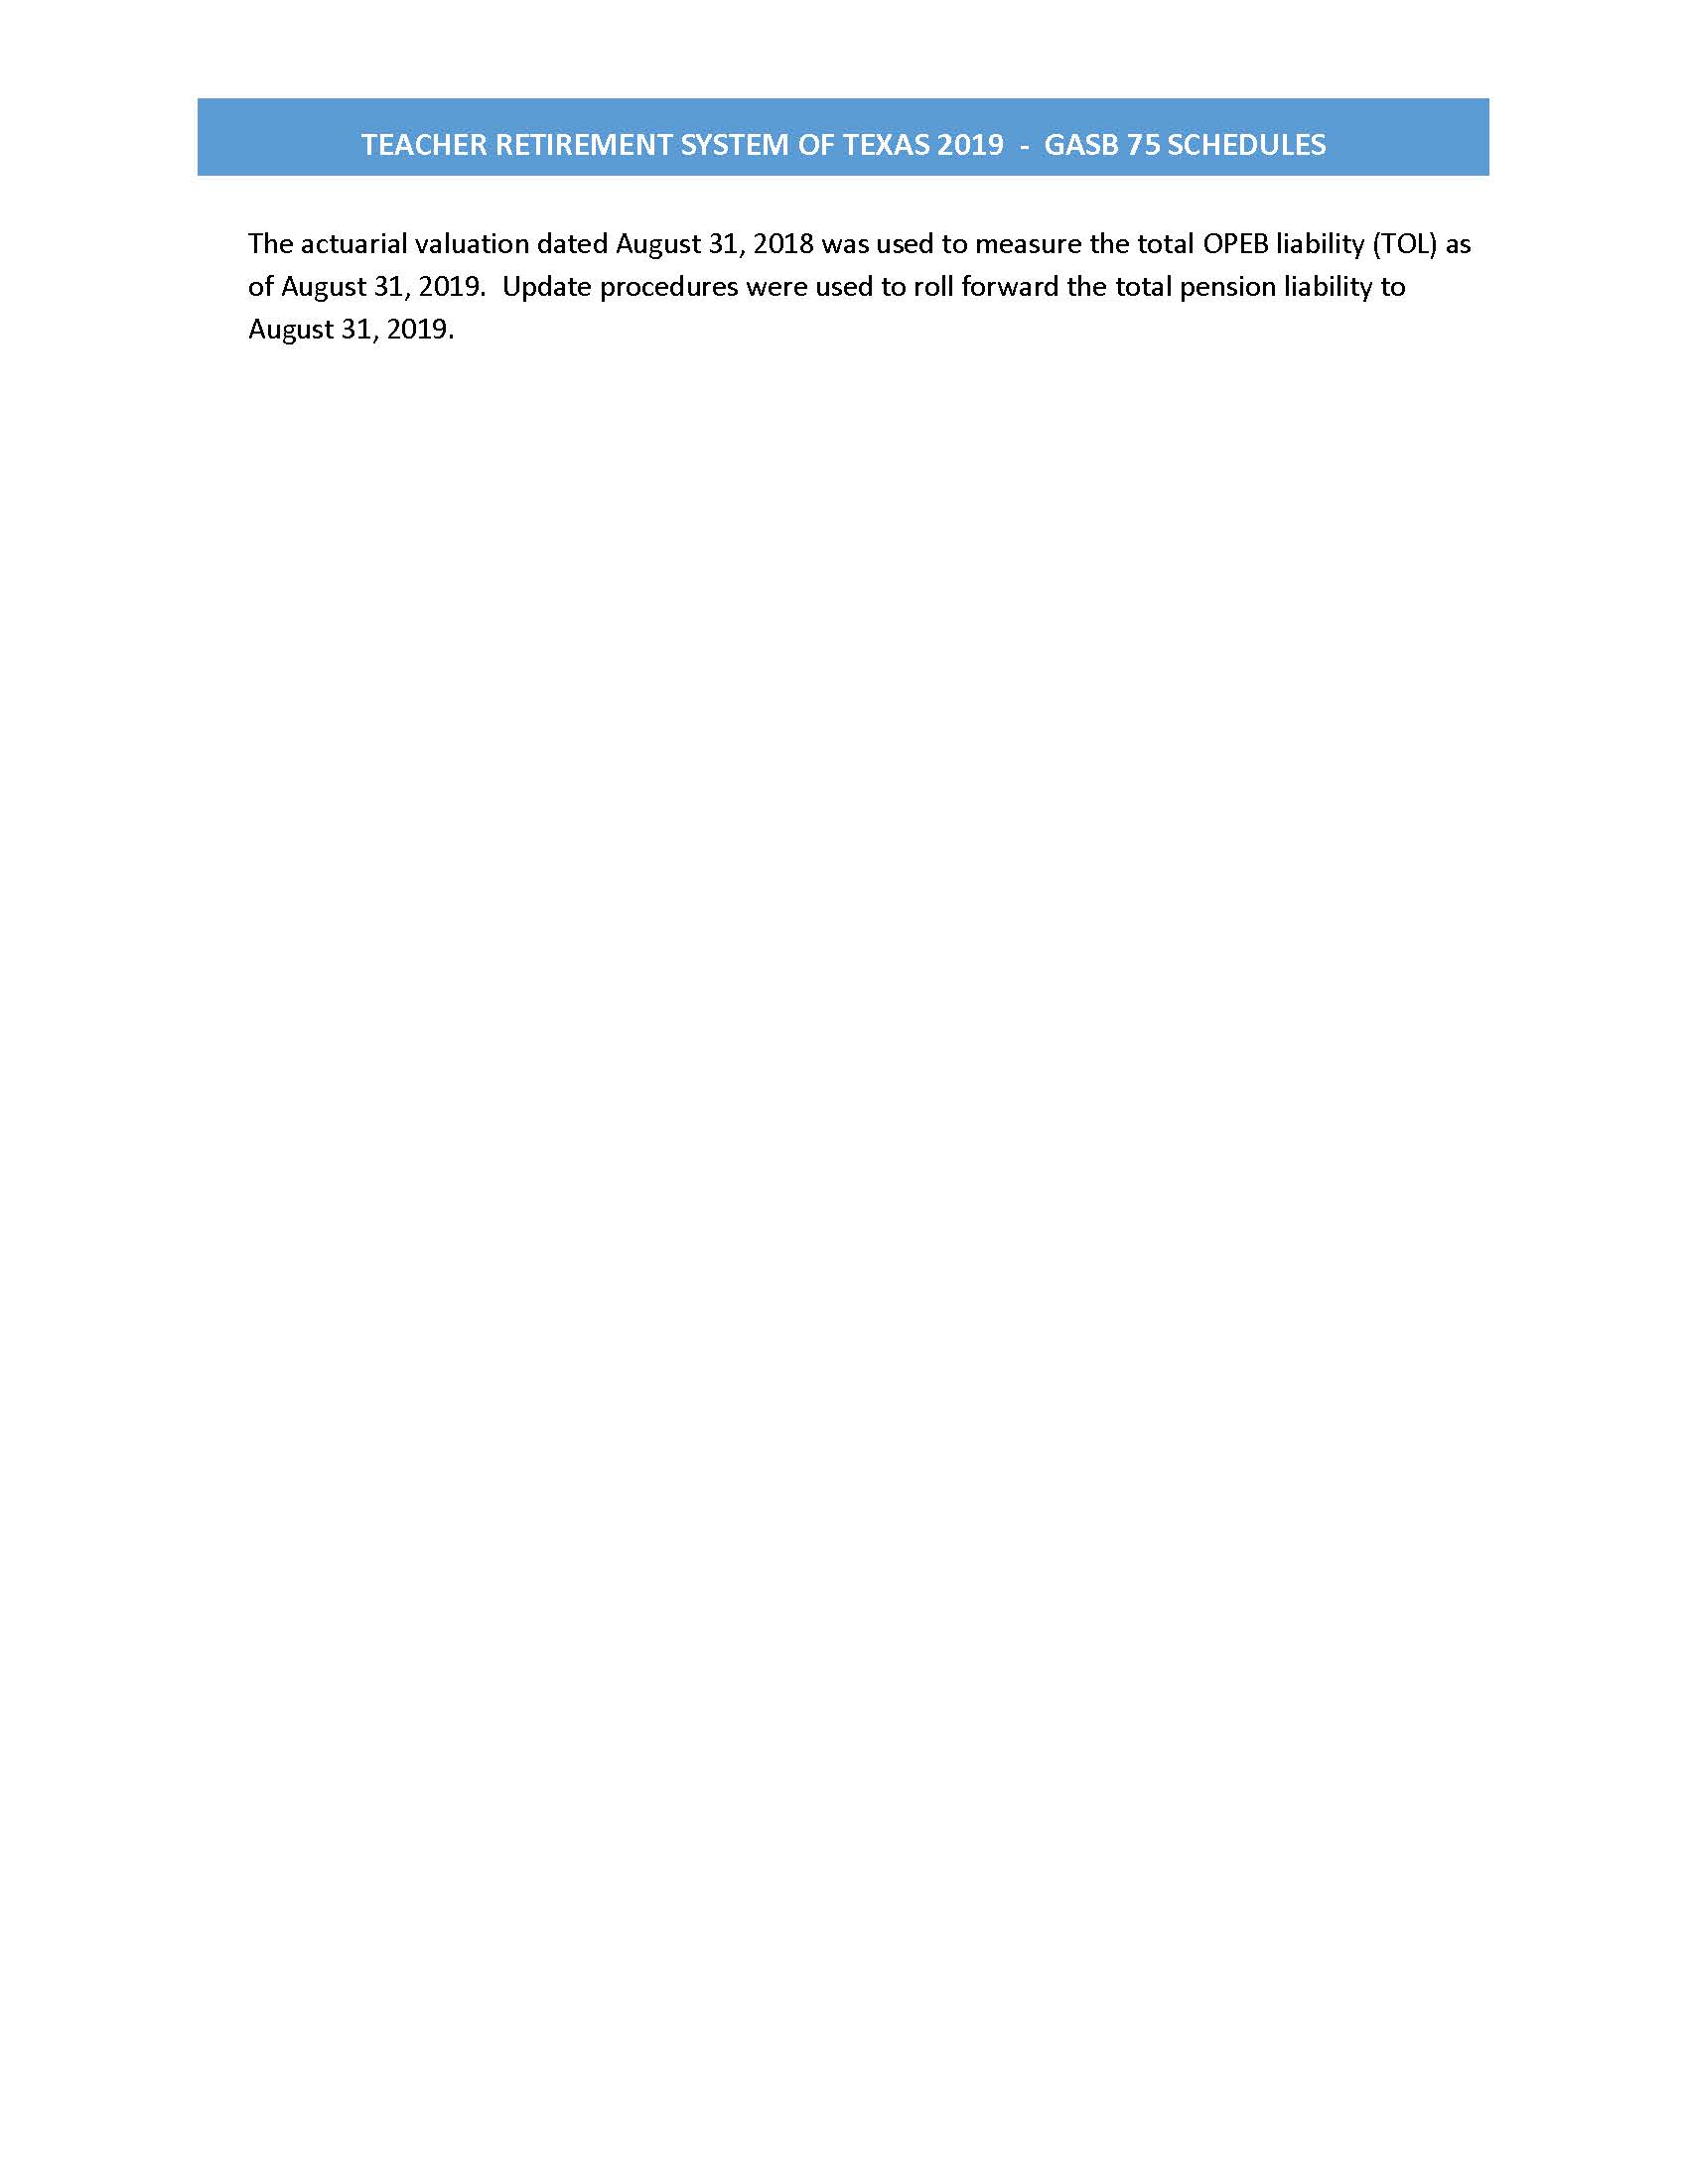 TEACHER RETIREMENT SYSTEM OF TEXAS 2019  -  GASB 75 SCHEDULES
The actuarial valuation dated August 31, 2018 was used to measure the total OPEB liability (TOL) as
of August 31, 2019.  Update procedures were used to roll forward the total pension liability to
August 31, 2019.